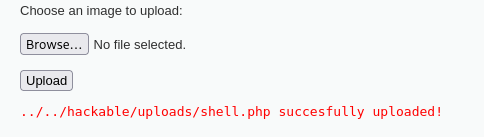 Choose an image to upload:
Browse... No file selected.
Upload
../../hackable/uploads/shell.php succesfully uploaded!